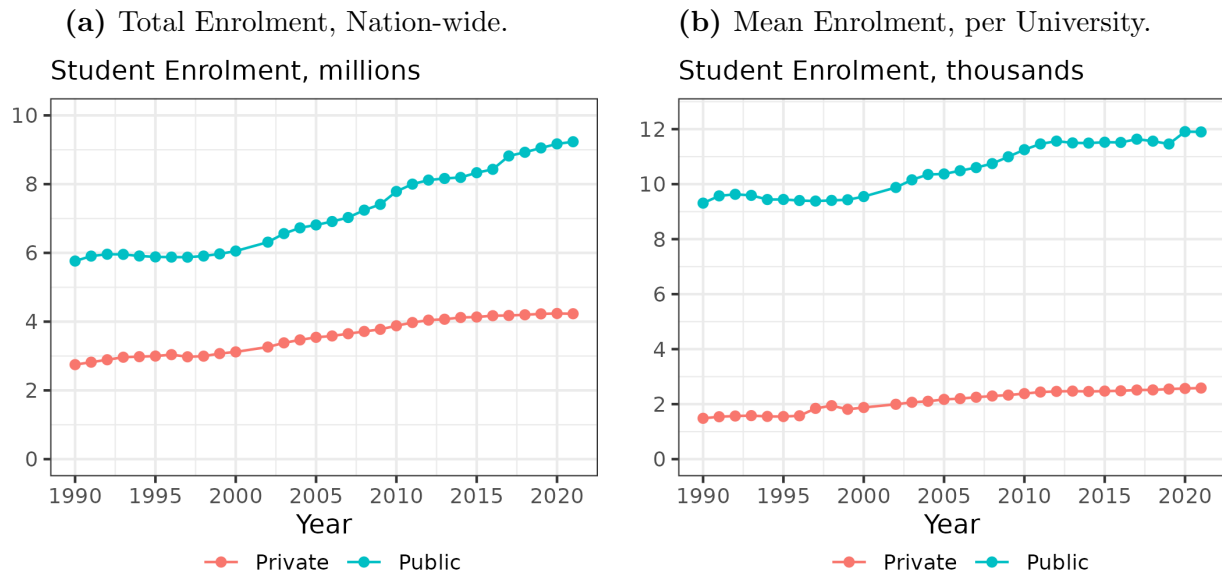 (a) Total Enrolment, Nation-wide.
Student Enrolment, millions
10
8
6
4
2
0
1990 1995 2000 2005 2010 2015 2020
Year
Private Public
(b) Mean Enrolment, per University.
Student Enrolment, thousands
12
10
8
6
4
2
0
1990 1995 2000 2005 2010 2015 2020
Year
Private Public